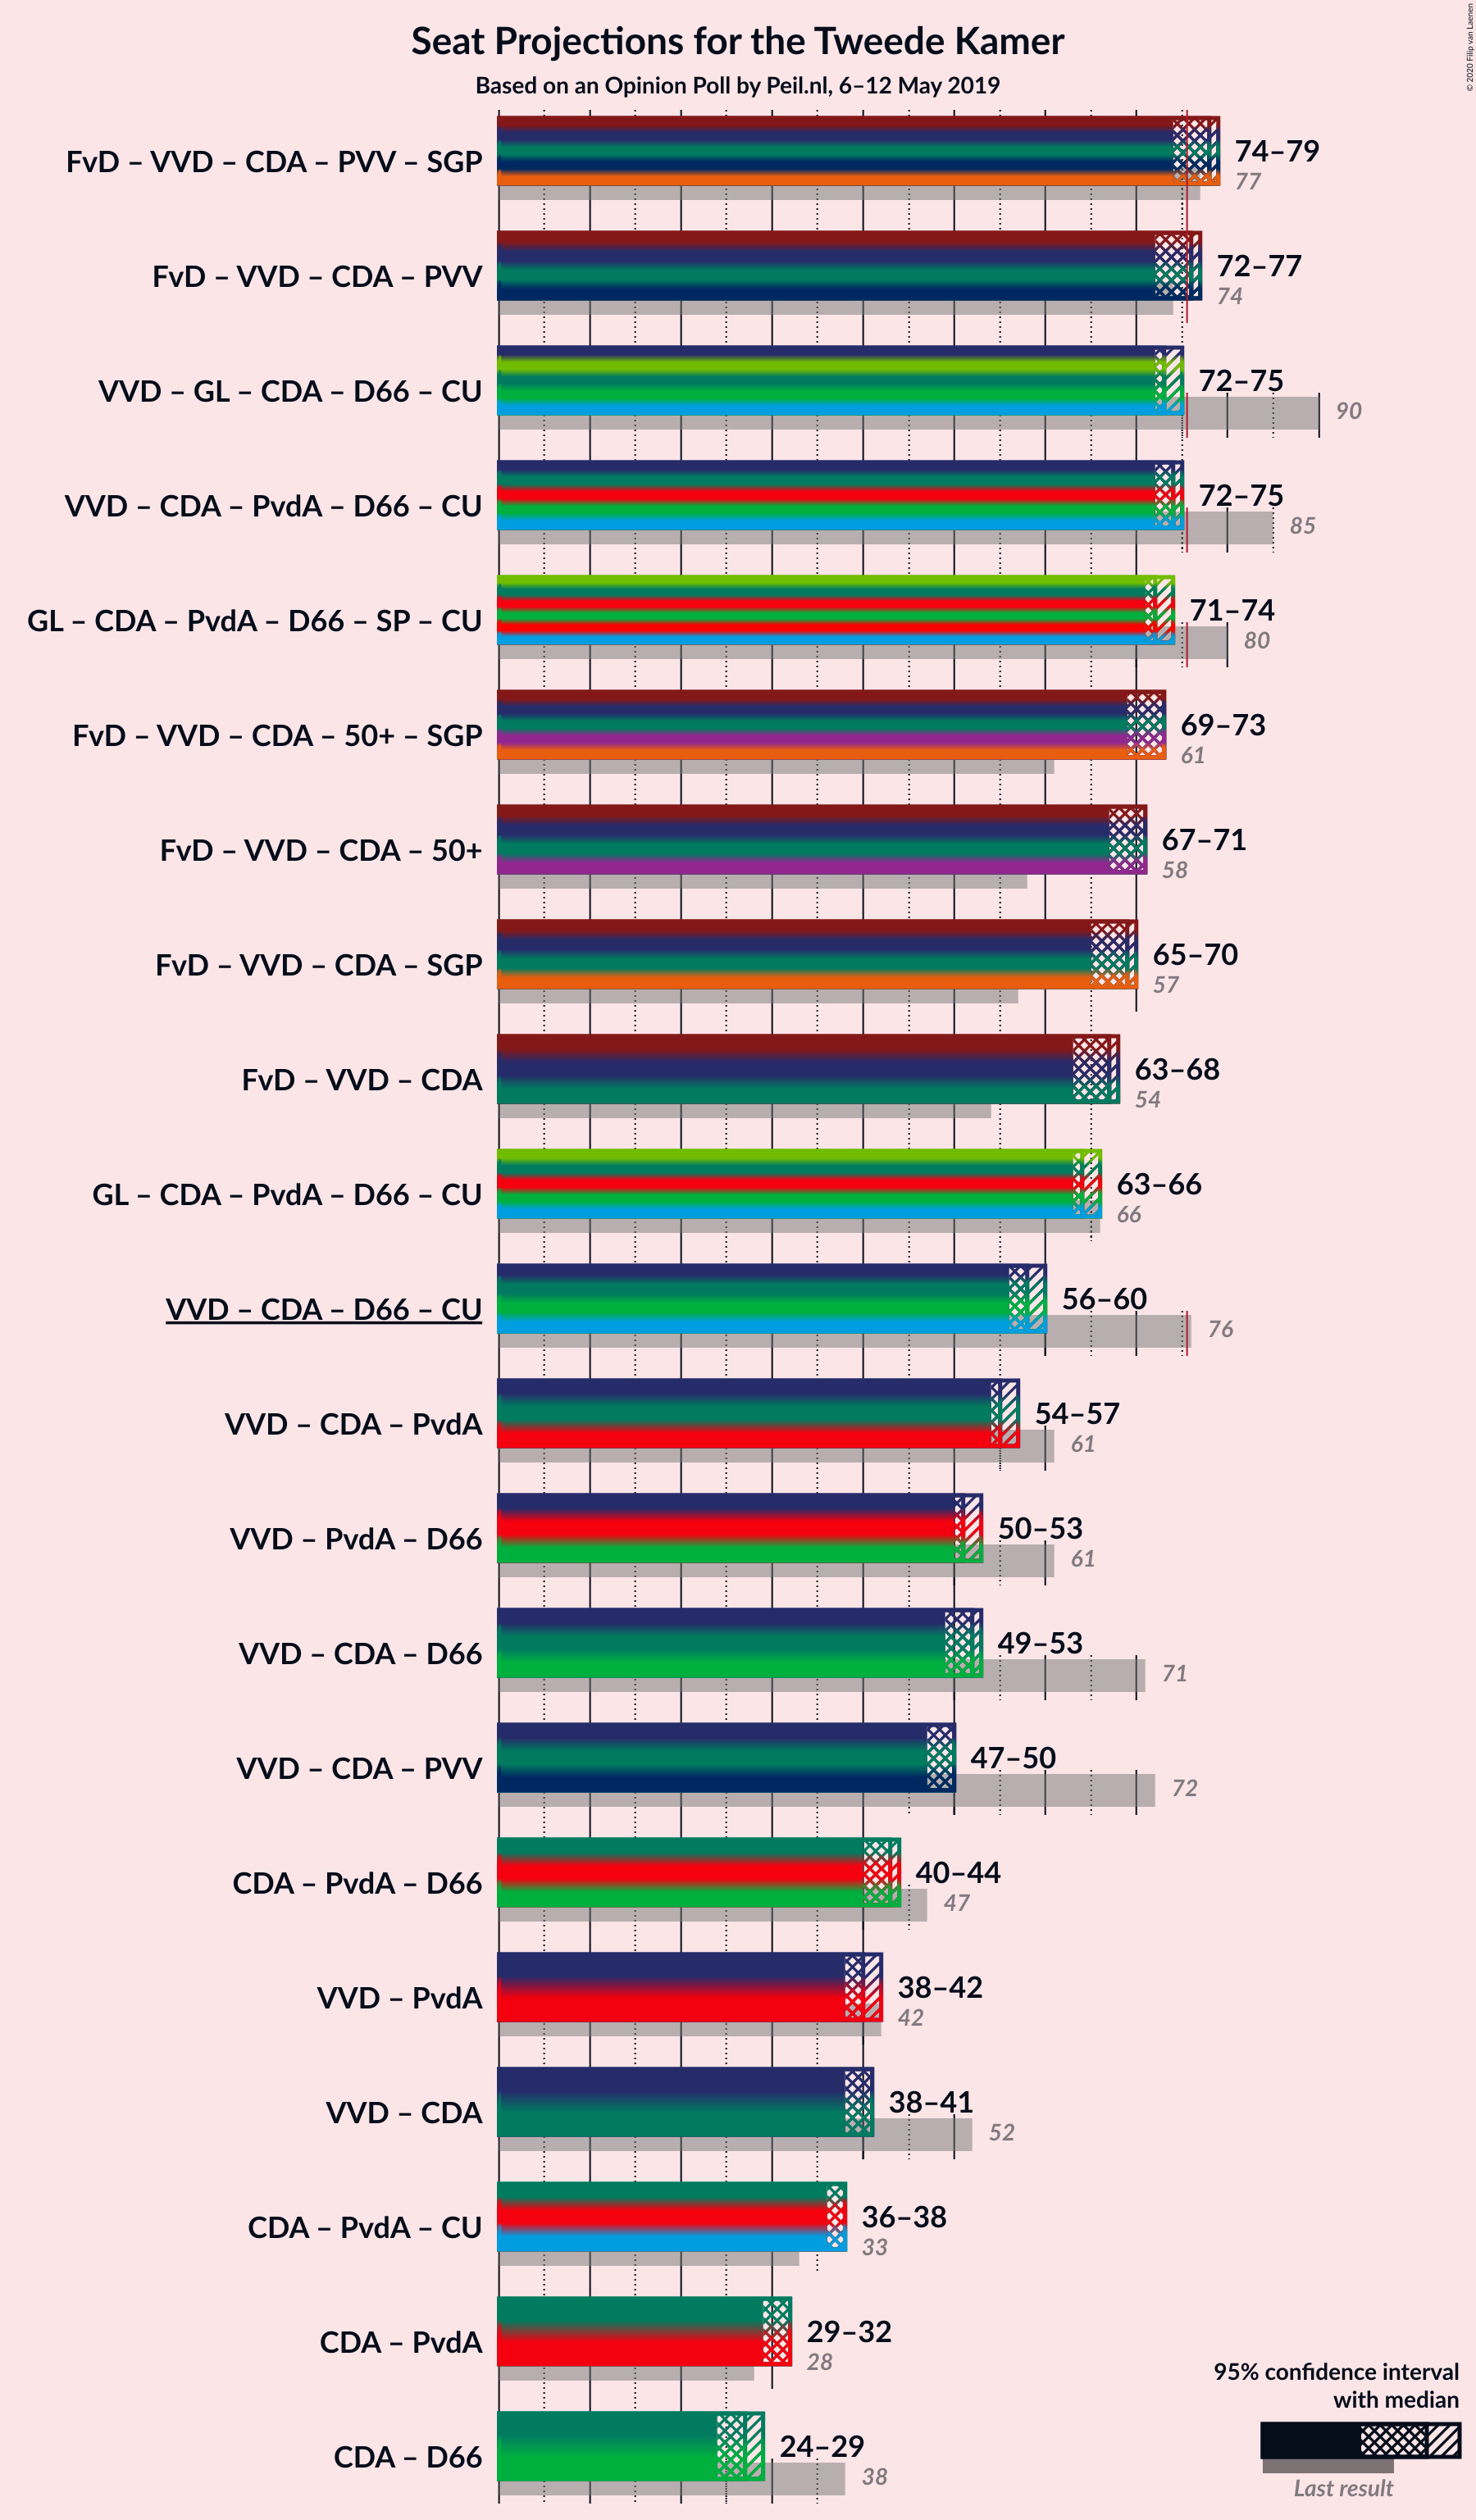 Seat Projections for the Tweede Kamer
Based on an Opinion Poll by Peil.nl, 6–12 May 2019
© 2020 Filip van Laenen
FvD – VVD – CDA – PVV – SGP
74–79
77
FvD – VVD – CDA – PVV
72–77
74
VVD – GL – CDA – D66 – CU
72–75
90
VVD – CDA – PvdA – D66 – CU
72–75
85
GL – CDA – PvdA – D66 – SP – CU
71–74
80
FvD – VVD – CDA – 50+ – SGP
69–73
61
FvD – VVD – CDA – 50+
67–71
58
FvD – VVD – CDA – SGP
65–70
57
FvD – VVD – CDA
63–68
54
GL – CDA – PvdA – D66 – CU
63–66
66
VVD – CDA – D66 – CU
56–60
76
VVD – CDA – PvdA
54–57
61
VVD – PvdA – D66
50–53
61
VVD – CDA – D66
49–53
71
VVD – CDA – PVV
47–50
72
CDA – PvdA – D66
40–44
47
VVD – PvdA
38–42
42
VVD – CDA
38–41
52
CDA – PvdA – CU
36–38
33
CDA – PvdA
29–32
28
CDA – D66
24–29
38
95% confidence interval
with median
Last result